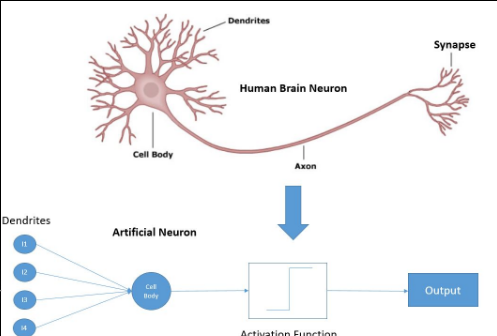 Dendrites
Synapse
Human Brain Neuron
Cell Body
Axon
Dendrites
Artificial Neuron
I1
I2
Cell
Body
Output
I3
I4
Activation Function